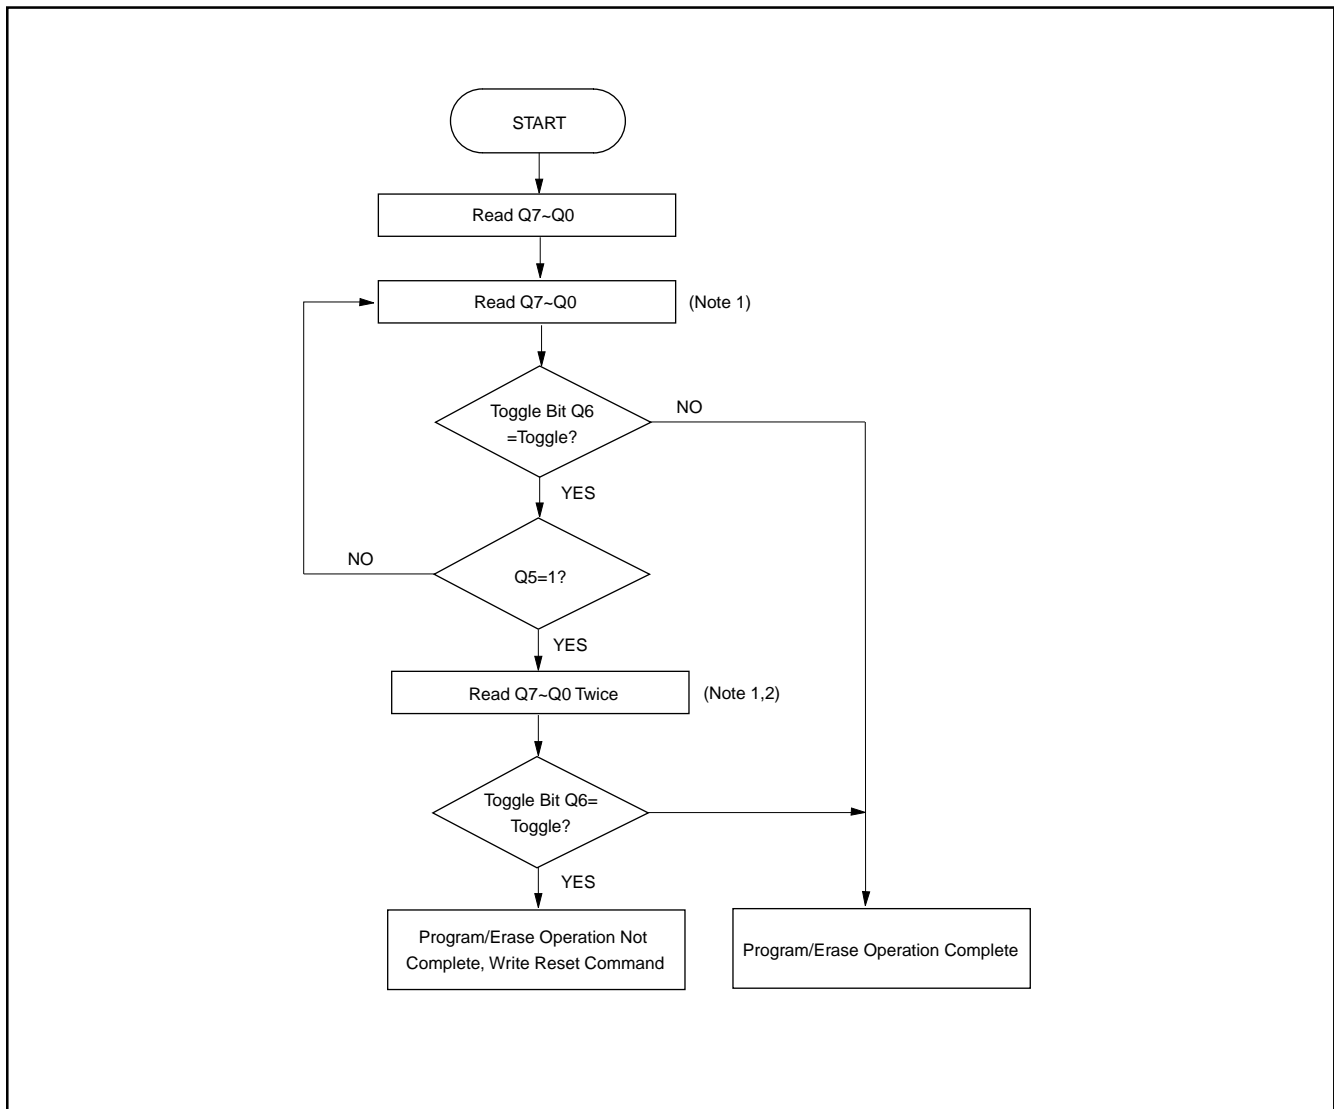 START
Read Q7~Q0
Read Q7~Q0
(Note 1)
Toggle Bit Q6
=Toggle?
NO
YES
NO
Q5=1?
YES
Read Q7~Q0 Twice
(Note 1,2)
Toggle Bit Q6=
Toggle?
YES
Program/Erase Operation Not
Complete, Write Reset Command
Program/Erase Operation Complete